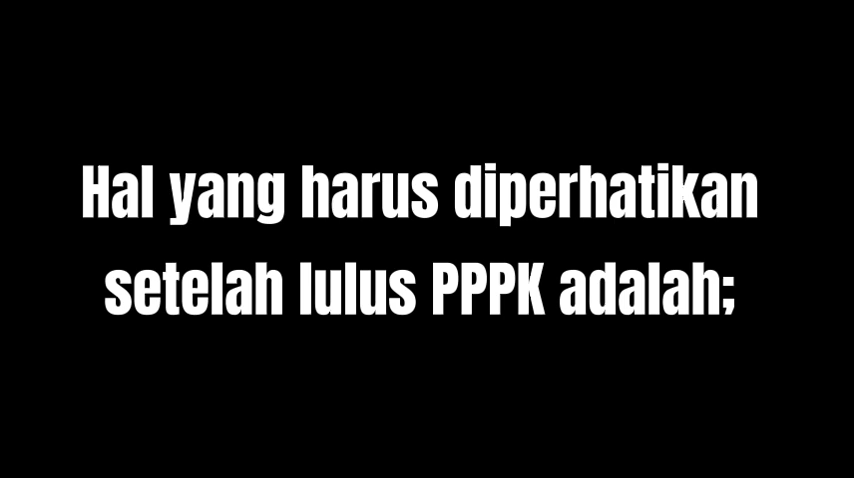 Hal yang harus diperhatikan
setelah lulus PPPK adalah;